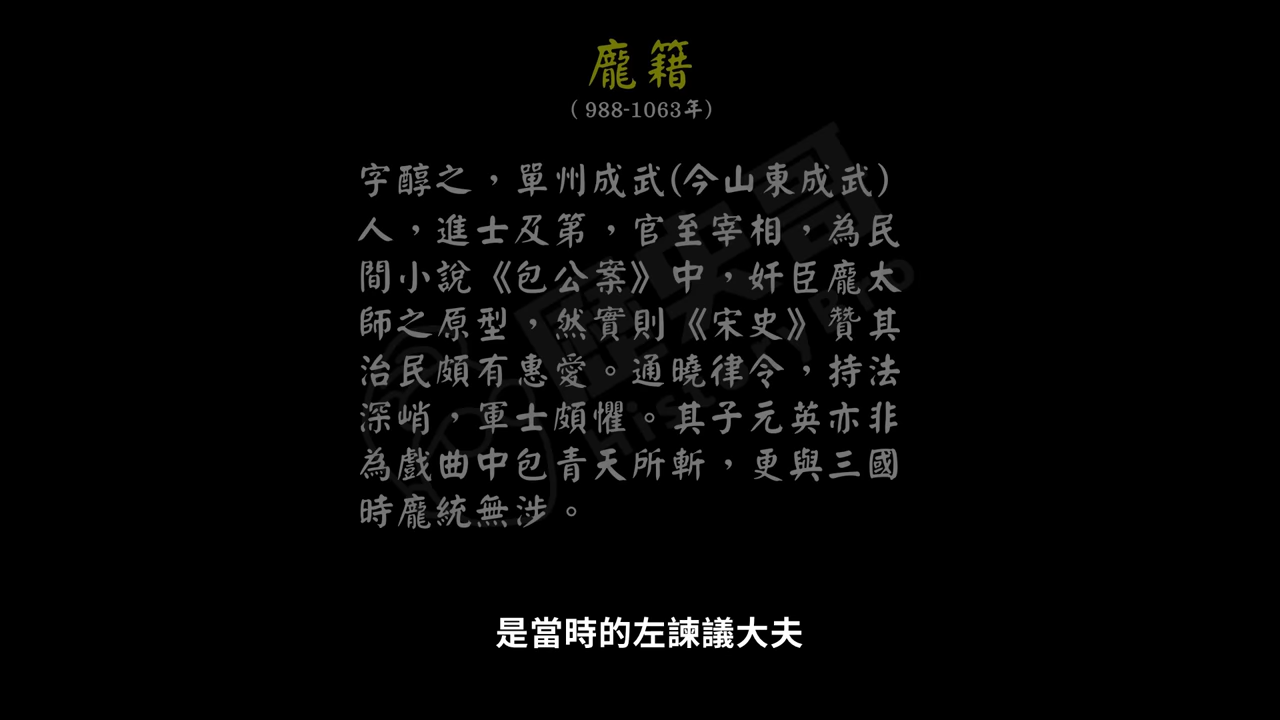 龐籍
( 988-1063年)
字醇之，單州成武(今山東成武)
人，進士及第，官至宰相，為民
間小說《包公案》中，奸臣龐太
師之原型，然實則《宋史》贊其
治民頗有惠愛。通曉律令，持法
深峭，軍士頗懼。其子元英亦非
為戲曲中包青天所斬，更與三國
時龐統無涉。
歷史哥
HistoryPro
是當時的左諫議大夫